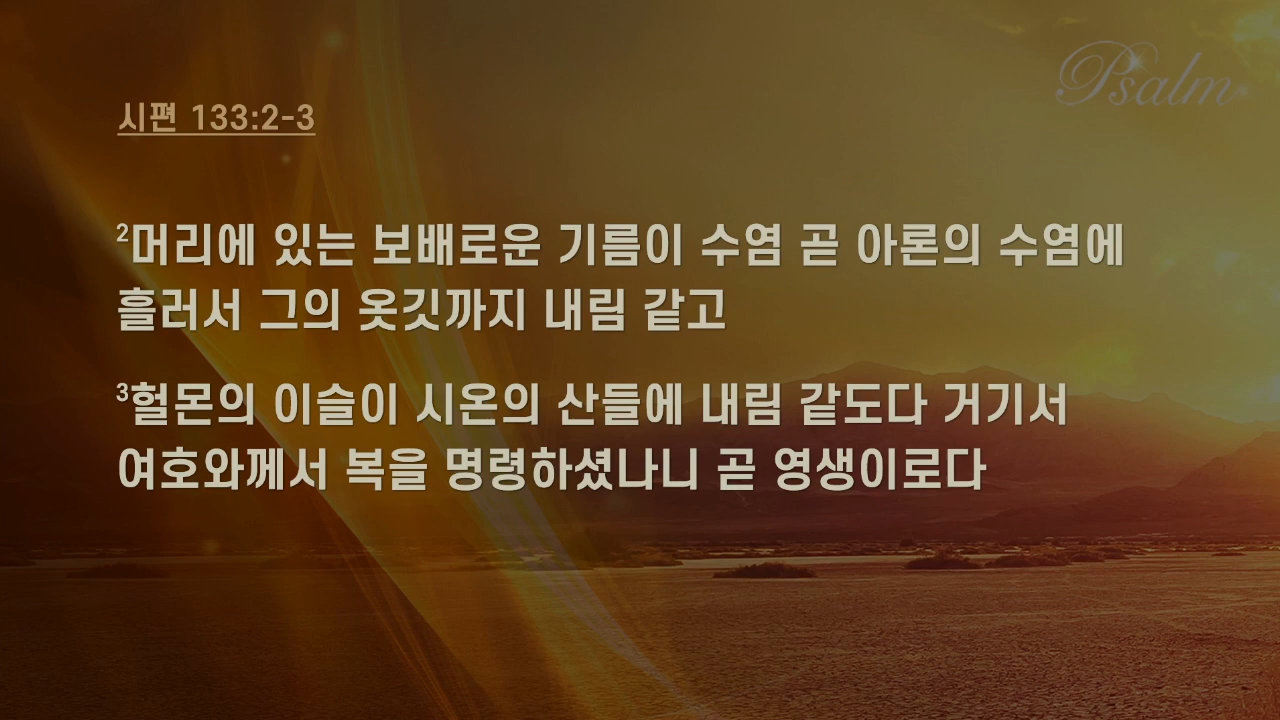 Psalm
시편 133:2-3
2머리에 있는 보배로운 기름이 수염 곧 아론의 수염에
흘러서 그의 옷깃까지 내림 같고
3헐몬의 이슬이 시온의 산들에 내림 같도다 거기서
여호와께서 복을 명령하셨나니 곧 영생이로다